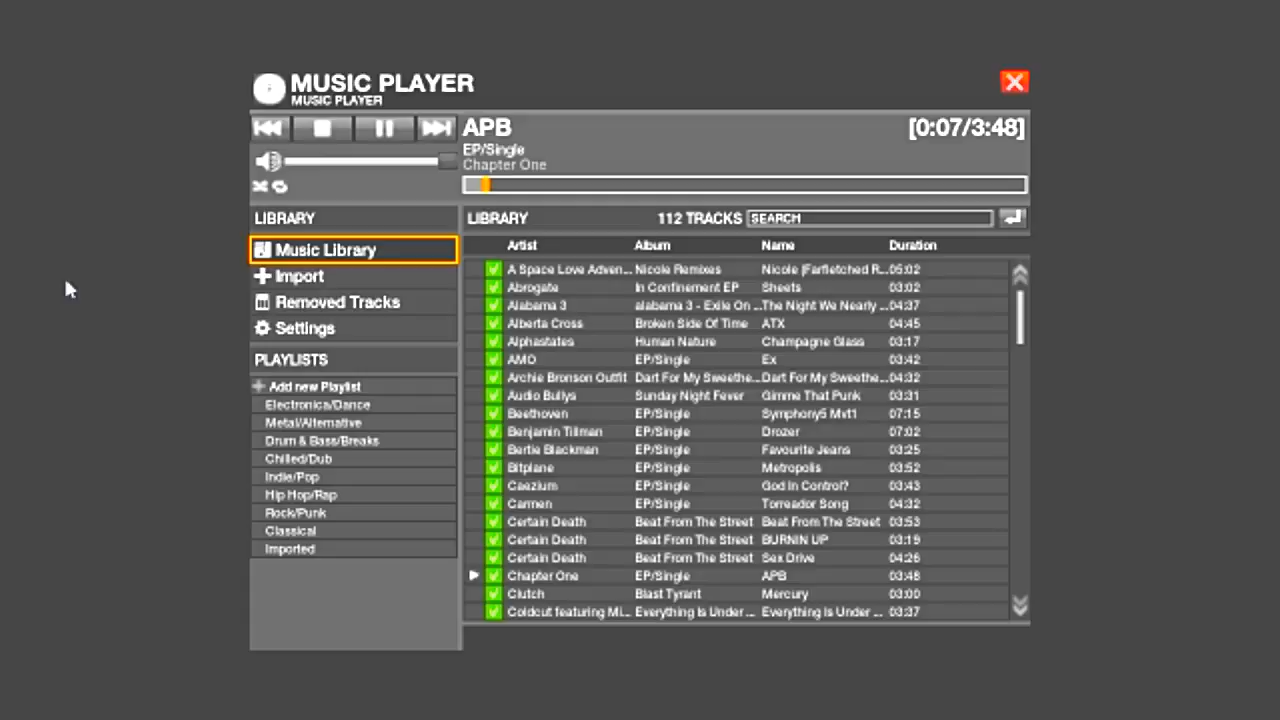 MUSIC PLAYER
MUSIC PLAYER
APB [0:07/3:48]
EP/Single
Chapter One
LIBRARY
Music Library
Import
Removed Tracks
Settings
PLAYLISTS
Add new Playlist
Electronica/Dance
Metal/Alternative
Drum & Bass/Breaks
Chilled/Dub
Indie/Pop
Hip Hop/Rap
Rock/Punk
Classical
Imported
LIBRARY 112 TRACKS SEARCH
Artist Album Name Duration
A Space Love Adven... Nicole Remixes Nicole (Farfletched R... 05:02
Abrogate In Confinement EP Sheets 03:02
Alabama 3 alabama 3 - Exile On ... The Night We Nearly ... 04:37
Alberta Cross Broken Side Of Time ATX 04:45
Alphastates Human Nature Champagne Glass 03:17
AMO EP/Single Ex 03:42
Archie Bronson Outfit Dart For My Sweethe... Dart For My Sweethe... 04:32
Audio Bullys Sunday Night Fever Gimme That Punk 03:31
Beethoven EP/Single Symphony5 Mvt1 07:15
Benjamin Tillman EP/Single Drozer 07:02
Bertie Blackman EP/Single Favourite Jeans 03:25
Bitplane EP/Single Metropolis 03:52
Caezium EP/Single God In Control? 03:43
Carmen EP/Single Torreador Song 04:32
Certain Death Beat From The Street Beat From The Street 03:53
Certain Death Beat From The Street BURNIN UP 03:19
Certain Death Beat From The Street Sex Drive 04:26
Chapter One EP/Single APB 03:48
Clutch Blast Tyrant Mercury 03:00
Coldcut featuring Mi... Everything Is Under ... Everything Is Under ... 03:37